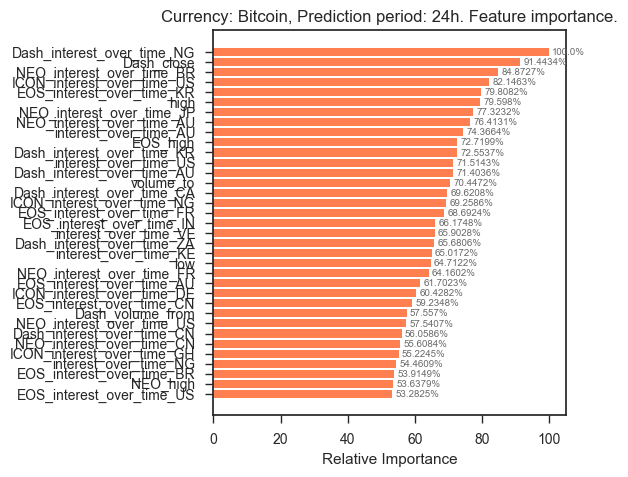 Currency: Bitcoin, Prediction period: 24h. Feature importance.
Dash_interest_over_time_NG 100.0%
Dash_close 91.4434%
NEO_interest_over_time_BR 84.8727%
ICON_interest_over_time_US 82.1463%
EOS_interest_over_time_KR 79.8082%
high 79.598%
NEO_interest_over_time_JP 77.3232%
NEO_interest_over_time_AU 76.4131%
interest_over_time_AU 74.3664%
EOS_high 72.7199%
Dash_interest_over_time_KR 72.5537%
interest_over_time_US 71.5143%
Dash_interest_over_time_AU 71.4036%
volume_to 70.4472%
Dash_interest_over_time_CA 69.6208%
ICON_interest_over_time_NG 69.2586%
EOS_interest_over_time_FR 68.6924%
EOS_interest_over_time_IN 66.1748%
interest_over_time_VE 65.9028%
Dash_interest_over_time_ZA 65.6806%
interest_over_time_KE 65.0172%
low 64.7122%
NEO_interest_over_time_FR 64.1602%
EOS_interest_over_time_AU 61.7023%
ICON_interest_over_time_DE 60.4282%
EOS_interest_over_time_CN 59.2348%
Dash_volume_from 57.557%
NEO_interest_over_time_US 57.5407%
Dash_interest_over_time_CN 56.0586%
NEO_interest_over_time_CN 55.6084%
ICON_interest_over_time_GH 55.2245%
interest_over_time_NG 54.4609%
EOS_interest_over_time_BR 53.9149%
NEO_high 53.6379%
EOS_interest_over_time_US 53.2825%
0 20 40 60 80 100
Relative Importance